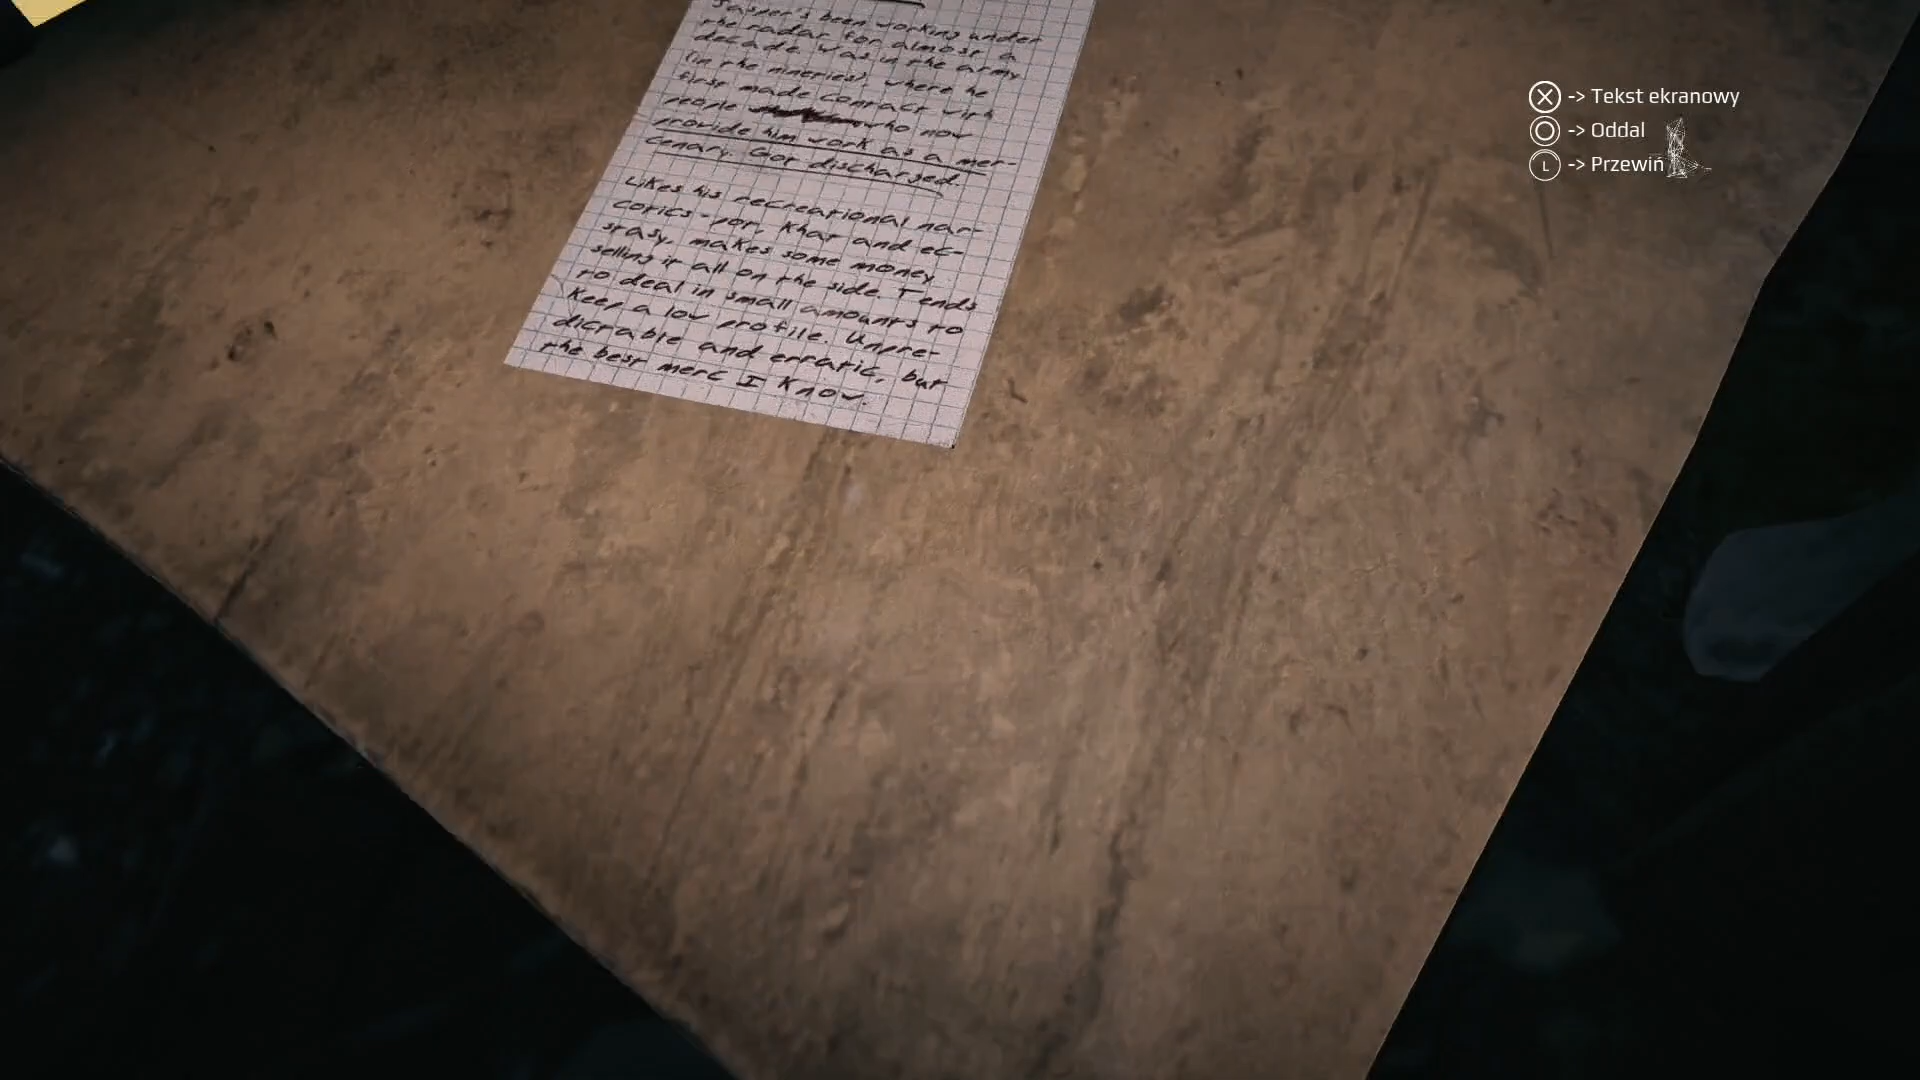 Jasper's been working under
the radar for almost a
decade. Was in the army
(in the nineties), where he
first made contact with
people who now
provide him work as a mer-
cenary. Got discharged.
Likes his recreational nar-
cotics - pot, khat and ec-
stasy, makes some money
selling it all on the side. Tends
to deal in small amounts to
keep a low profile. Unpre-
dictable and erratic, but
the best merc I know.
-> Tekst ekranowy
-> Oddal
L -> Przewiń